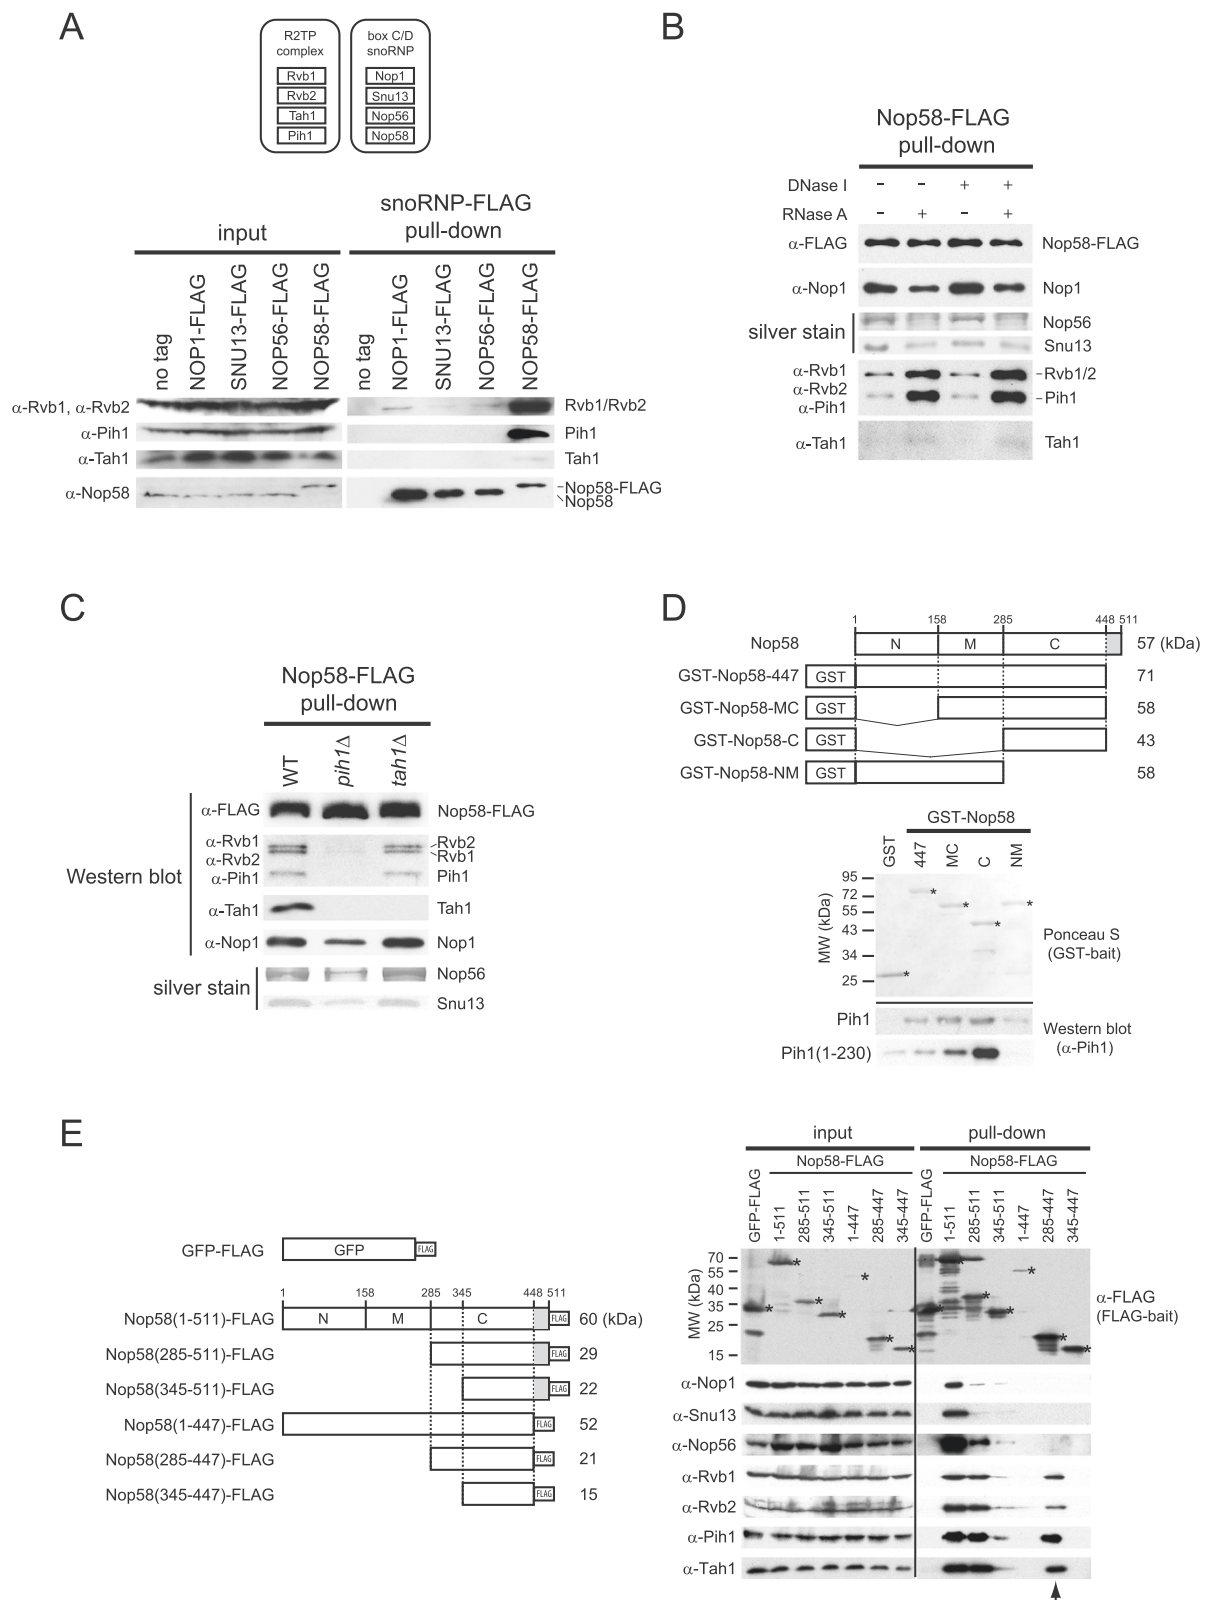 A
R2TP complex
box C/D snoRNP
Rvb1
Rvb2
Tah1
Pih1
Nop1
Snu13
Nop56
Nop58
input
snoRNP-FLAG pull-down
no tag
NOP1-FLAG
SNU13-FLAG
NOP56-FLAG
NOP58-FLAG
no tag
NOP1-FLAG
SNU13-FLAG
NOP56-FLAG
NOP58-FLAG
α-Rvb1, α-Rvb2
Rvb1/Rvb2
α-Pih1
Pih1
α-Tah1
Tah1
α-Nop58
Nop58-FLAG
Nop58
B
Nop58-FLAG
pull-down
DNase I - - + +
RNase A - + - +
α-FLAG
Nop58-FLAG
α-Nop1
Nop1
silver stain
Nop56
Snu13
α-Rvb1
α-Rvb2
α-Pih1
Rvb1/2
Pih1
α-Tah1
Tah1
C
Nop58-FLAG
pull-down
WT
pih1Δ
tah1Δ
Western blot
α-FLAG
Nop58-FLAG
α-Rvb1
α-Rvb2
α-Pih1
Rvb2
Rvb1
Pih1
α-Tah1
Tah1
α-Nop1
Nop1
silver stain
Nop56
Snu13
D
1 158 285 448 511
Nop58 N M C 57 (kDa)
GST-Nop58-447 GST 71
GST-Nop58-MC GST 58
GST-Nop58-C GST 43
GST-Nop58-NM GST 58
GST-Nop58
GST
447
MC
C
NM
MW (kDa)
95
72
55
43
34
25
*
*
*
*
*
Ponceau S
(GST-bait)
Pih1
Pih1(1-230)
Western blot
(α-Pih1)
E
GFP-FLAG GFP FLAG
1 158 285 345 448 511
Nop58(1-511)-FLAG N M C FLAG 60 (kDa)
Nop58(285-511)-FLAG FLAG 29
Nop58(345-511)-FLAG FLAG 22
Nop58(1-447)-FLAG FLAG 52
Nop58(285-447)-FLAG FLAG 21
Nop58(345-447)-FLAG FLAG 15
input
pull-down
Nop58-FLAG
Nop58-FLAG
GFP-FLAG
1-511
285-511
345-511
1-447
285-447
345-447
GFP-FLAG
1-511
285-511
345-511
1-447
285-447
345-447
MW (kDa)
70
55
40
35
25
15
*
*
*
*
*
*
*
*
*
*
*
*
*
*
α-FLAG
(FLAG-bait)
α-Nop1
α-Snu13
α-Nop56
α-Rvb1
α-Rvb2
α-Pih1
α-Tah1